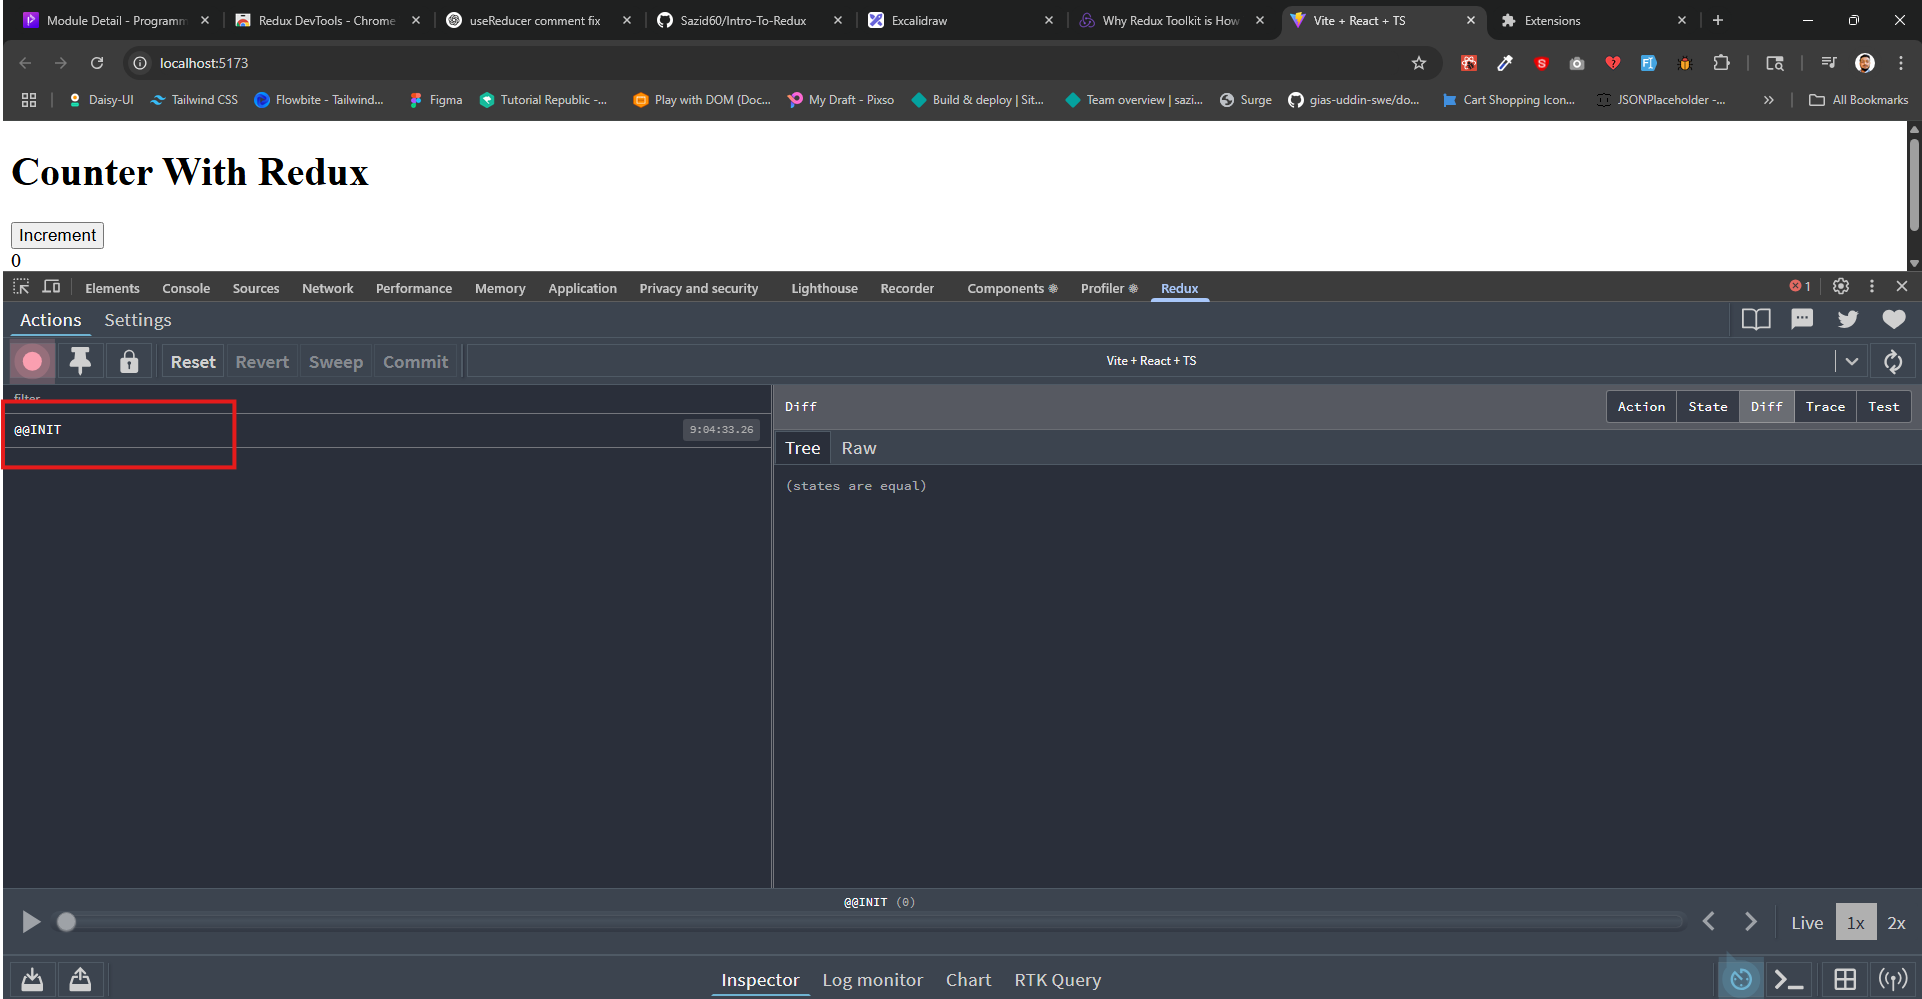 Module Detail - Programm
Redux DevTools - Chrome
useReducer comment fix
Sazid60/Intro-To-Redux
Excalidraw
Why Redux Toolkit is How
Vite + React + TS
Extensions
localhost:5173
Daisy-UI
Tailwind CSS
Flowbite - Tailwind...
Figma
Tutorial Republic -...
Play with DOM (Doc...
My Draft - Pixso
Build & deploy | Sit...
Team overview | sazi...
Surge
gias-uddin-swe/do...
Cart Shopping Icon...
JSONPlaceholder -...
All Bookmarks
Counter With Redux
Increment
0
Elements
Console
Sources
Network
Performance
Memory
Application
Privacy and security
Lighthouse
Recorder
Components
Profiler
Redux
1
Actions
Settings
Reset
Revert
Sweep
Commit
Vite + React + TS
filter...
Diff
Action
State
Diff
Trace
Test
@@INIT
9:04:33.26
Tree
Raw
(states are equal)
@@INIT (0)
Live
1x
2x
Inspector
Log monitor
Chart
RTK Query